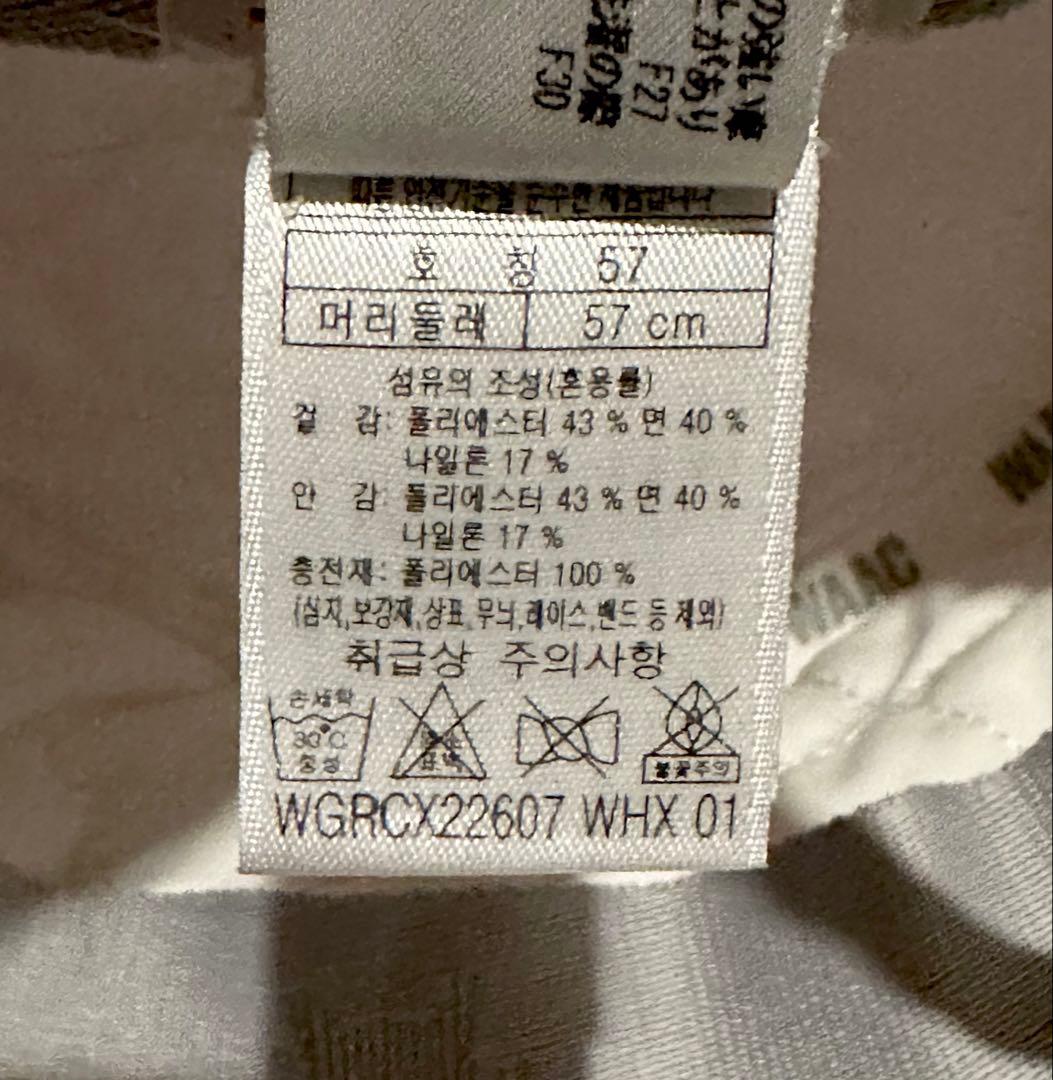 F27
F30
호 칭 57
머리둘레 57 cm
섬유의 조성(혼용률)
겉 감: 폴리에스터 43 % 면 40 %
나일론 17 %
안 감: 폴리에스터 43 % 면 40 %
나일론 17 %
충전재: 폴리에스터 100 %
(심지,보강재,상표,무늬,레이스,밴드 등 제외)
취급상 주의사항
손세탁
30°C
중성
불꽃주의
WGRCX22607 WHX 01
WAAC